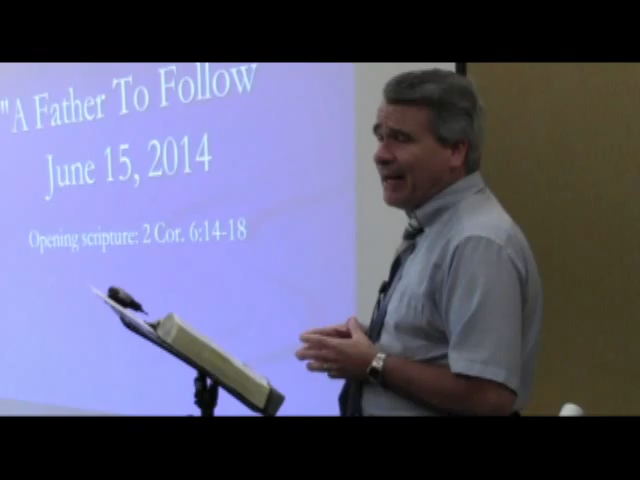 "A Father To Follow
June 15, 2014
Opening scripture: 2 Cor. 6:14-18